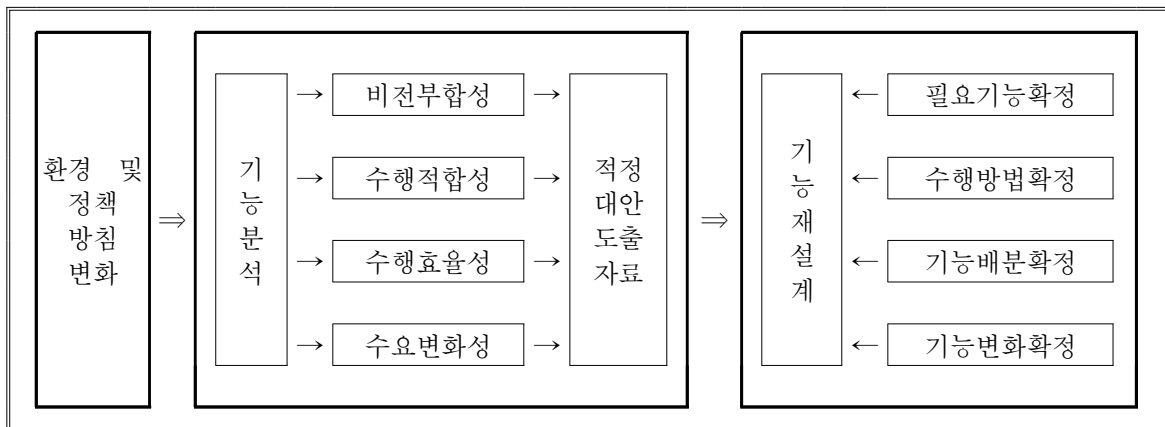 환경 및
정책
방침
변화
⇒
기
능
분
석
→ 비전부합성 →
→ 수행적합성 →
→ 수행효율성 →
→ 수요변화성 →
적정
대안
도출
자료
⇒
기
능
재
설
계
← 필요기능확정
← 수행방법확정
← 기능배분확정
← 기능변화확정